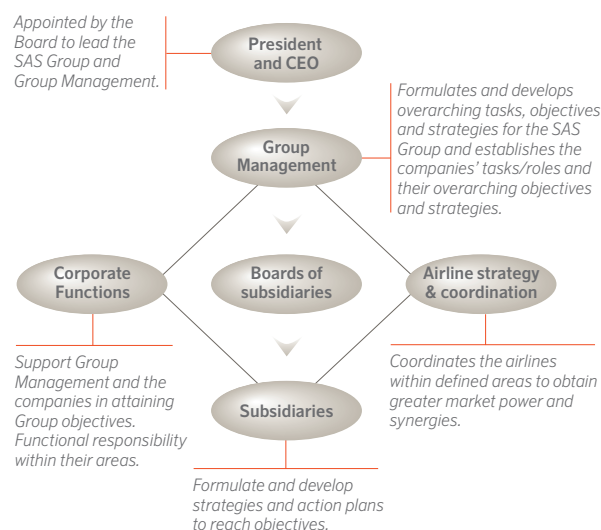 Appointed by the
Board to lead the
SAS Group and
Group Management.
President
and CEO
Formulates and develops
overarching tasks, objectives
and strategies for the SAS
Group and establishes the
companies' tasks/roles and
their overarching objectives
and strategies.
Group
Management
Corporate
Functions
Boards of
subsidiaries
Airline strategy
& coordination
Support Group
Management and the
companies in attaining
Group objectives.
Functional responsibility
within their areas.
Coordinates the airlines
within defined areas to obtain
greater market power and
synergies.
Subsidiaries
Formulate and develop
strategies and action plans
to reach objectives.